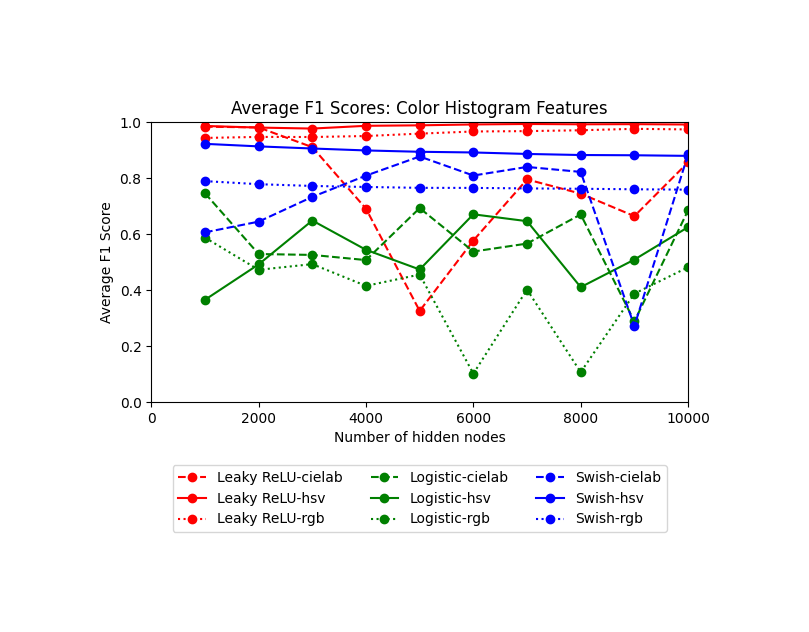 Average F1 Scores: Color Histogram Features
1.0
0.8
0.6
0.4
0.2
0.0
Average F1 Score
0 2000 4000 6000 8000 10000
Number of hidden nodes
Leaky ReLU-cielab Logistic-cielab Swish-cielab
Leaky ReLU-hsv Logistic-hsv Swish-hsv
Leaky ReLU-rgb Logistic-rgb Swish-rgb